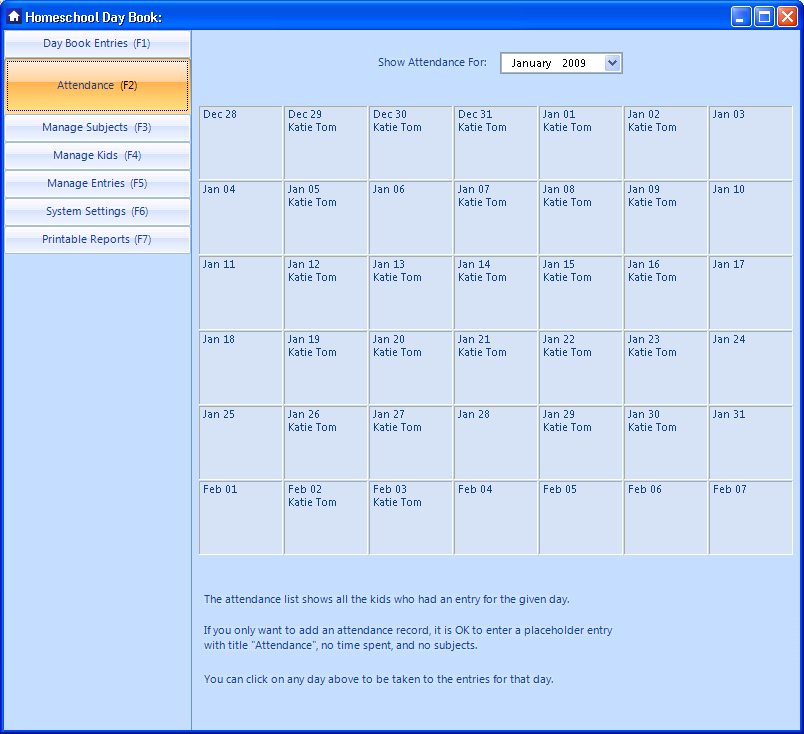 Homeschool Day Book:
Day Book Entries (F1)
Attendance (F2)
Manage Subjects (F3)
Manage Kids (F4)
Manage Entries (F5)
System Settings (F6)
Printable Reports (F7)
Show Attendance For: January 2009
Dec 28 Dec 29 Dec 30 Dec 31 Jan 01 Jan 02 Jan 03
Katie Tom Katie Tom Katie Tom Katie Tom Katie Tom
Jan 04 Jan 05 Jan 06 Jan 07 Jan 08 Jan 09 Jan 10
Katie Tom Katie Tom Katie Tom Katie Tom
Jan 11 Jan 12 Jan 13 Jan 14 Jan 15 Jan 16 Jan 17
Katie Tom Katie Tom Katie Tom Katie Tom Katie Tom
Jan 18 Jan 19 Jan 20 Jan 21 Jan 22 Jan 23 Jan 24
Katie Tom Katie Tom Katie Tom Katie Tom Katie Tom
Jan 25 Jan 26 Jan 27 Jan 28 Jan 29 Jan 30 Jan 31
Katie Tom Katie Tom Katie Tom Katie Tom
Feb 01 Feb 02 Feb 03 Feb 04 Feb 05 Feb 06 Feb 07
Katie Tom Katie Tom
The attendance list shows all the kids who had an entry for the given day.
If you only want to add an attendance record, it is OK to enter a placeholder entry
with title "Attendance", no time spent, and no subjects.
You can click on any day above to be taken to the entries for that day.